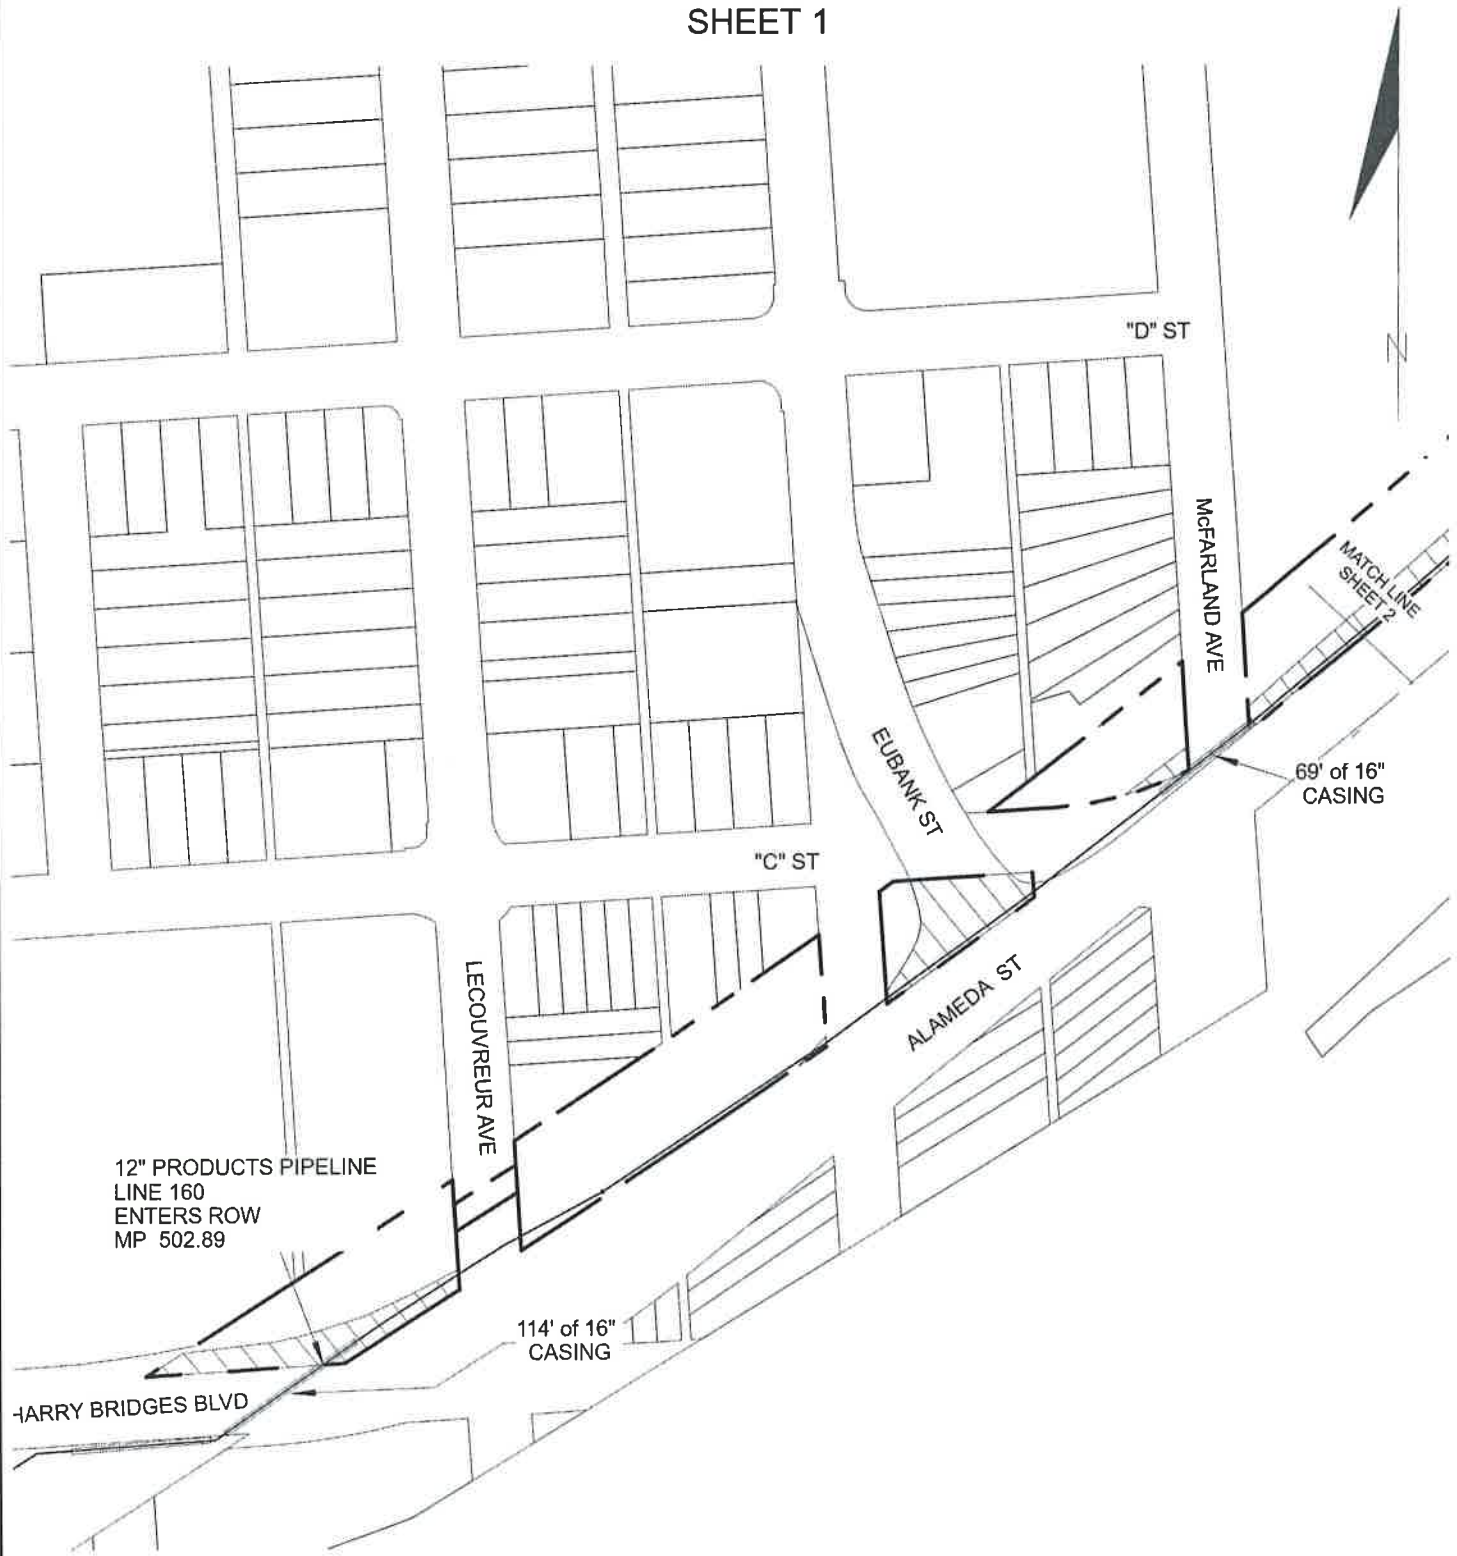 SHEET 1
"D" ST
N
McFARLAND AVE
MATCH LINE
SHEET 2
69' of 16"
CASING
EUBANK ST
"C" ST
ALAMEDA ST
LECOUVREUR AVE
12" PRODUCTS PIPELINE
LINE 160
ENTERS ROW
MP 502.89
114' of 16"
CASING
HARRY BRIDGES BLVD